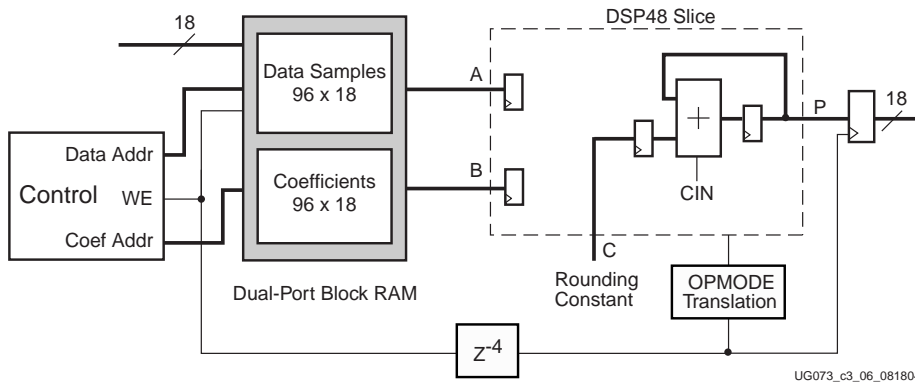 DSP48 Slice
18
Data Samples
96 x 18
A
P
18
+
Data Addr
Control
WE
Coef Addr
Coefficients
96 x 18
B
CIN
C
Dual-Port Block RAM
Rounding
Constant
OPMODE
Translation
Z-4
UG073_c3_06_08180